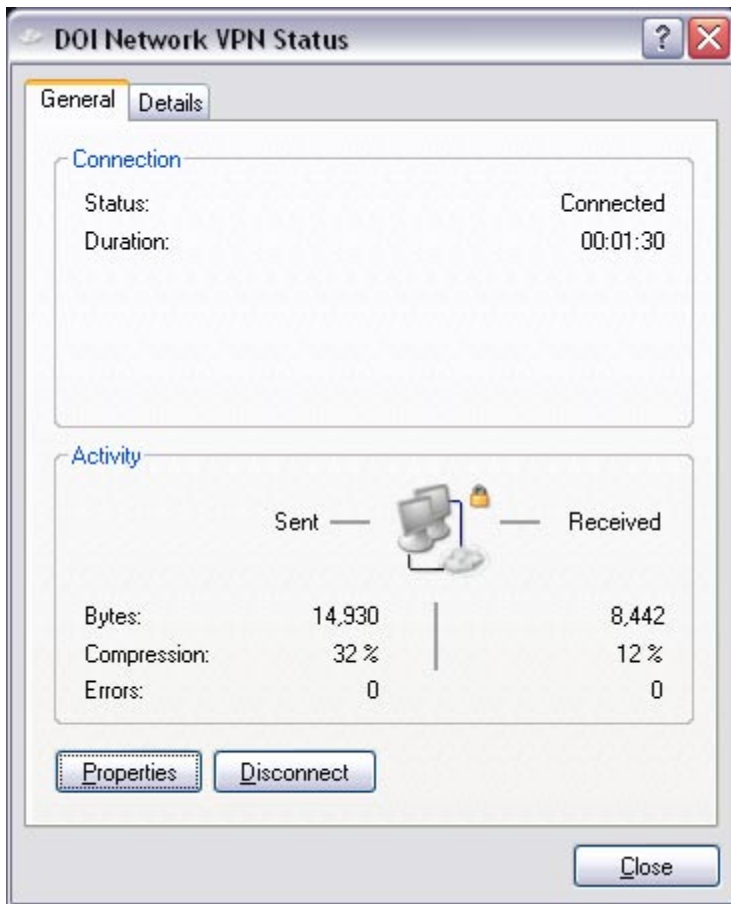 DOI Network VPN Status
General Details
Connection
Status: Connected
Duration: 00:01:30
Activity
Sent Received
Bytes: 14,930 8,442
Compression: 32 % 12 %
Errors: 0 0
Properties Disconnect
Close